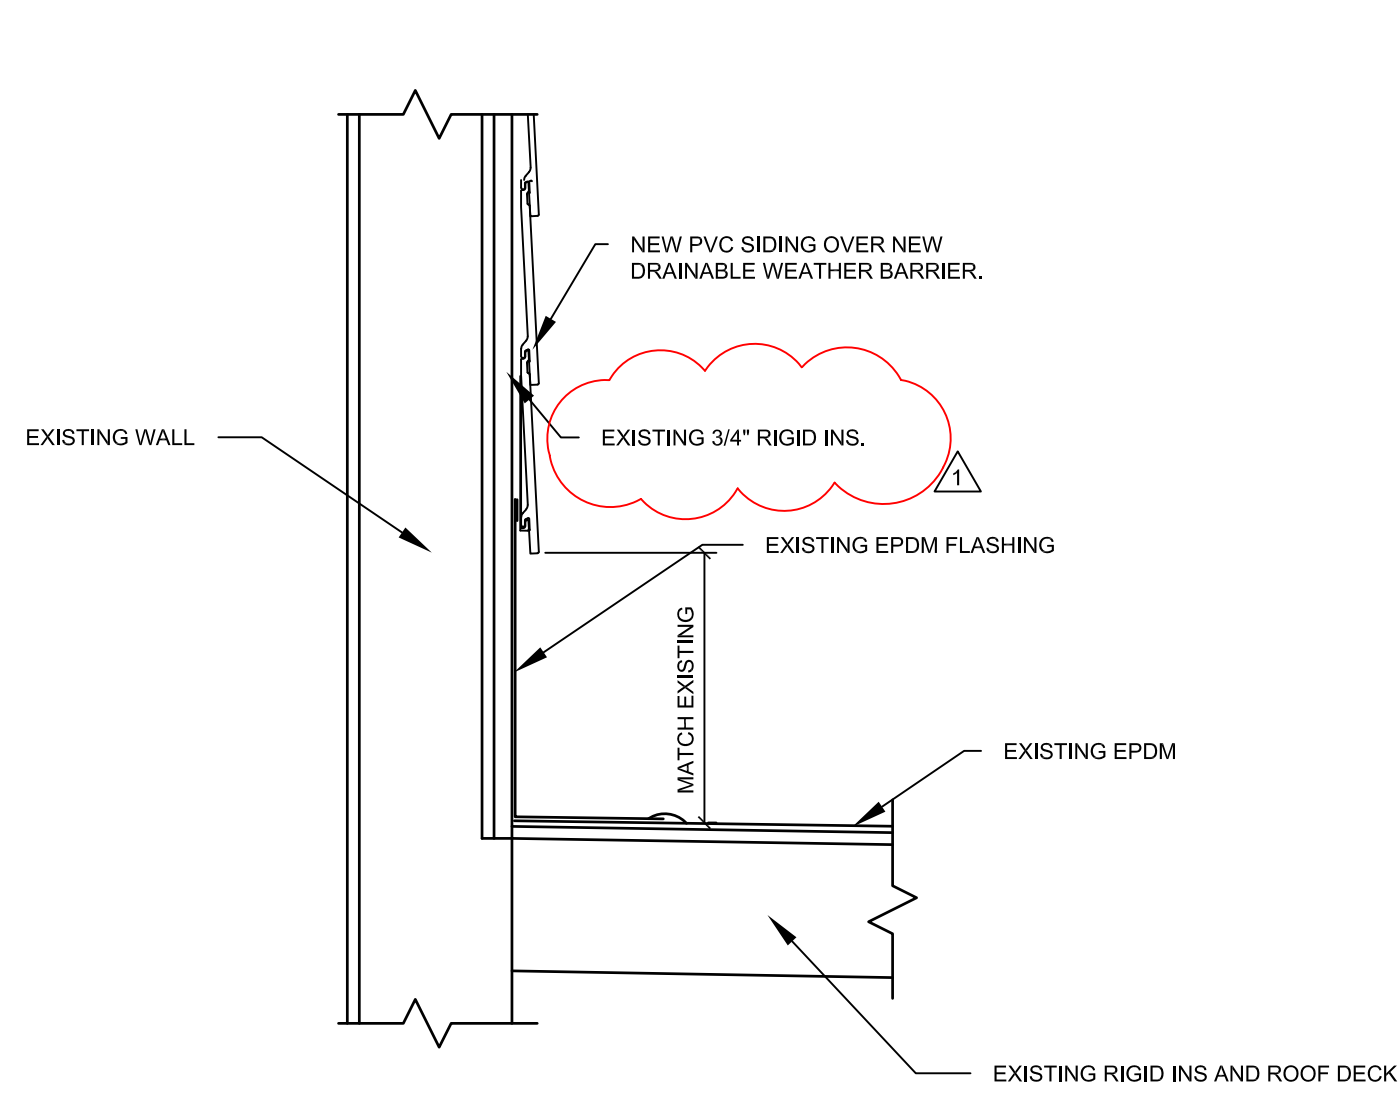 NEW PVC SIDING OVER NEW
DRAINABLE WEATHER BARRIER.
EXISTING WALL
EXISTING 3/4" RIGID INS.
1
EXISTING EPDM FLASHING
MATCH EXISTING
EXISTING EPDM
EXISTING RIGID INS AND ROOF DECK